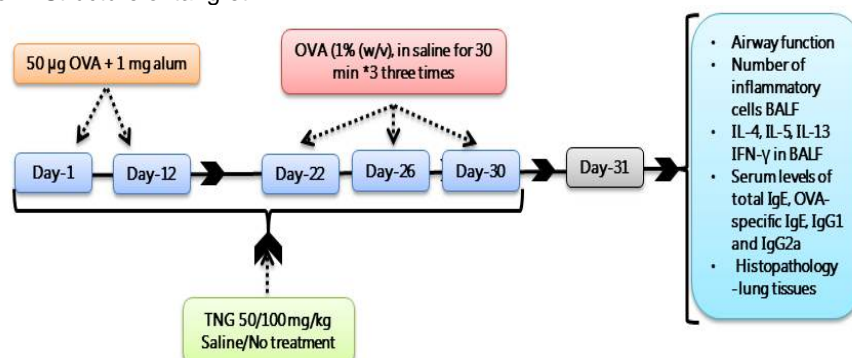 50 µg OVA + 1 mg alum
OVA (1% (w/v), in saline for 30
min *3 three times
Day-1
Day-12
Day-22
Day-26
Day-30
Day-31
TNG 50/100 mg/kg
Saline/No treatment
• Airway function
• Number of
inflammatory
cells BALF
• IL-4, IL-5, IL-13
IFN-γ in BALF
• Serum levels of
total IgE, OVA-
specific IgE, IgG1
and IgG2a
• Histopathology
-lung tissues